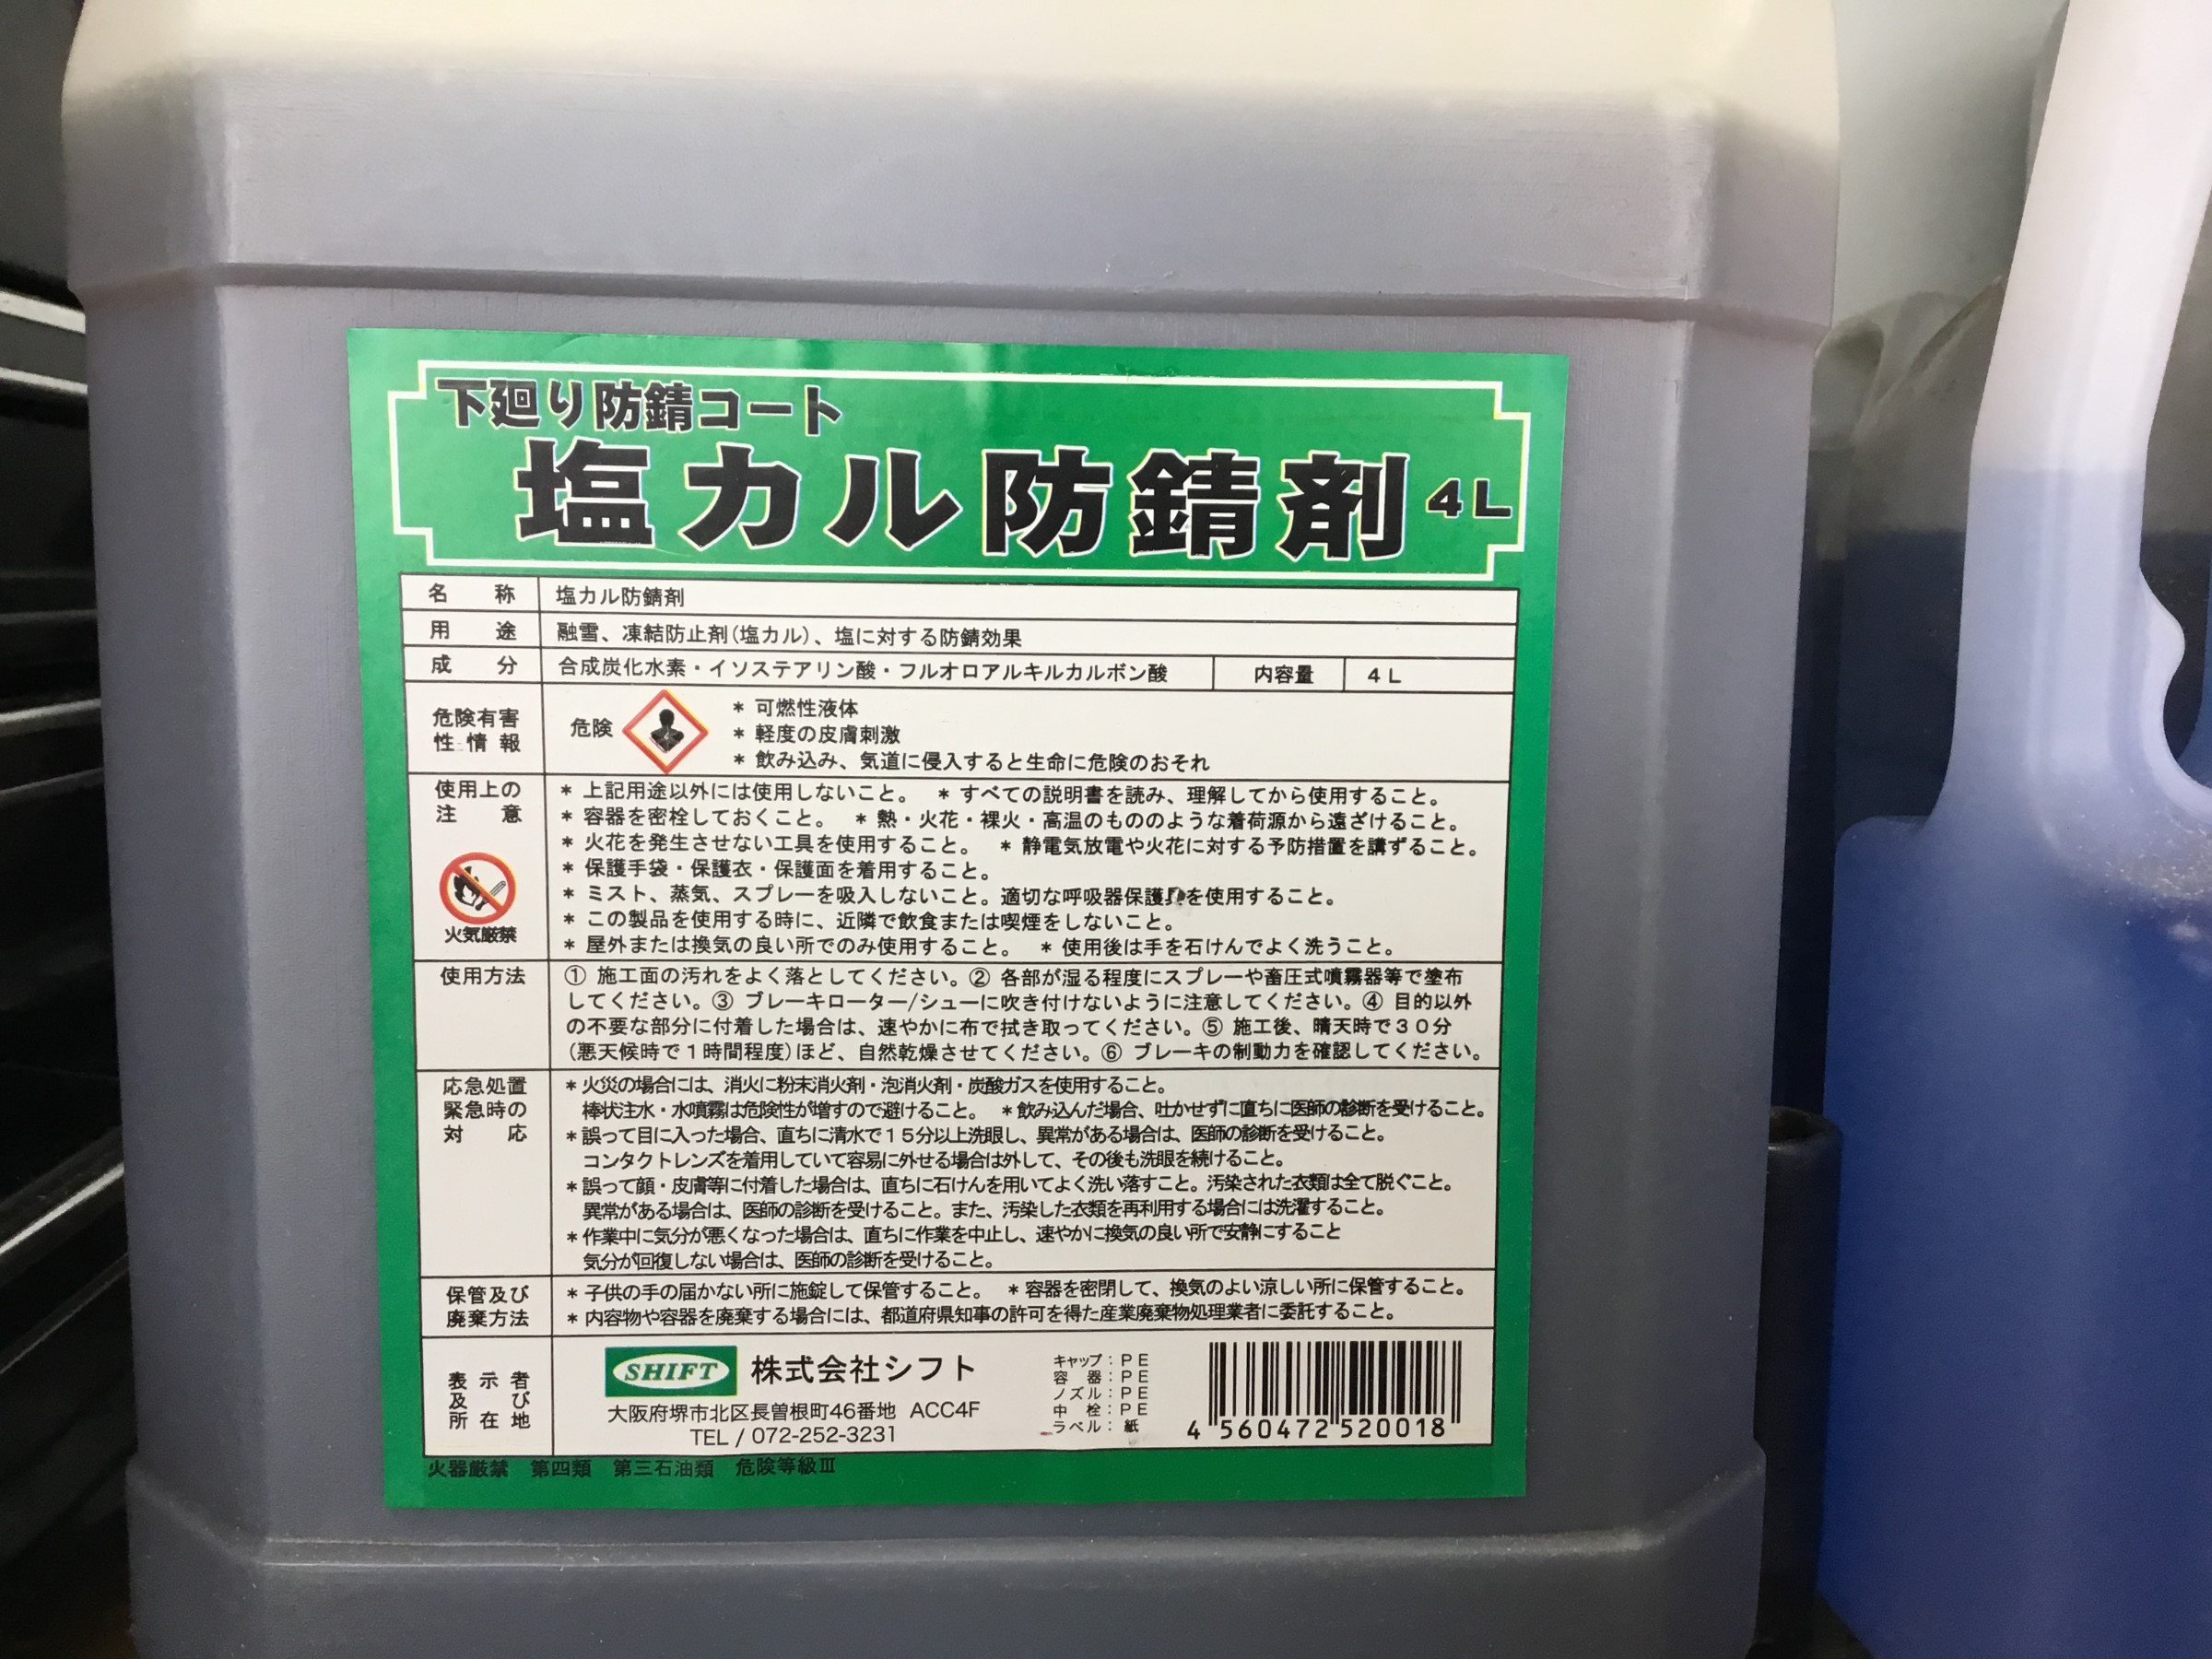 下廻り防錆コート
塩カル防錆剤 4L
名称 塩カル防錆剤
用途 融雪、凍結防止剤(塩カル)、塩に対する防錆効果
成分 合成炭化水素・イソステアリン酸・フルオロアルキルカルボン酸 内容量 4L
危険有害
性情報
危険
* 可燃性液体
* 軽度の皮膚刺激
* 飲み込み、気道に侵入すると生命に危険のおそれ
使用上の
注意
火気厳禁
* 上記用途以外には使用しないこと。 * すべての説明書を読み、理解してから使用すること。
* 容器を密栓しておくこと。 * 熱・火花・裸火・高温のもののような着荷源から遠ざけること。
* 火花を発生させない工具を使用すること。 * 静電気放電や火花に対する予防措置を講ずること。
* 保護手袋・保護衣・保護面を着用すること。
* ミスト、蒸気、スプレーを吸入しないこと。適切な呼吸器保護具を使用すること。
* この製品を使用する時に、近隣で飲食または喫煙をしないこと。
* 屋外または換気の良い所でのみ使用すること。 * 使用後は手を石けんでよく洗うこと。
使用方法
① 施工面の汚れをよく落としてください。② 各部が湿る程度にスプレーや畜圧式噴霧器等で塗布
してください。③ ブレーキローター/シューに吹き付けないように注意してください。④ 目的以外
の不要な部分に付着した場合は、速やかに布で拭き取ってください。⑤ 施工後、晴天時で30分
(悪天候時で1時間程度)ほど、自然乾燥させてください。⑥ ブレーキの制動力を確認してください。
応急処置
緊急時の
対応
* 火災の場合には、消火に粉末消火剤・泡消火剤・炭酸ガスを使用すること。
棒状注水・水噴霧は危険性が増すので避けること。 * 飲み込んだ場合、吐かせずに直ちに医師の診断を受けること。
* 誤って目に入った場合、直ちに清水で15分以上洗眼し、異常がある場合は、医師の診断を受けること。
コンタクトレンズを着用していて容易に外せる場合は外して、その後も洗眼を続けること。
* 誤って顔・皮膚等に付着した場合は、直ちに石けんを用いてよく洗い落すこと。汚染された衣類は全て脱ぐこと。
異常がある場合は、医師の診断を受けること。また、汚染した衣類を再利用する場合には洗濯すること。
* 作業中に気分が悪くなった場合は、直ちに作業を中止し、速やかに換気の良い所で安静にすること
気分が回復しない場合は、医師の診断を受けること。
保管及び
廃棄方法
* 子供の手の届かない所に施錠して保管すること。 * 容器を密閉して、換気のよい涼しい所に保管すること。
* 内容物や容器を廃棄する場合には、都道府県知事の許可を得た産業廃棄物処理業者に委託すること。
表示者
及び
所在地
SHIFT 株式会社シフト
大阪府堺市北区長曽根町46番地 ACC4F
TEL / 072-252-3231
キャップ:PE
容器:PE
ノズル:PE
中栓:PE
ラベル:紙
4 560472 520018
火器厳禁 第四類 第三石油類 危険等級Ⅲ